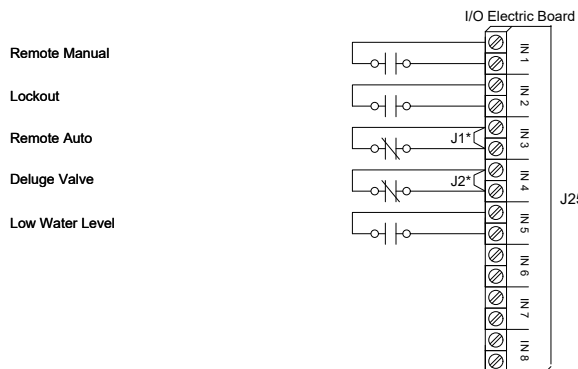 I/O Electric Board
Remote Manual
IN 1
Lockout
IN 2
Remote Auto
J1*
IN 3
Deluge Valve
J2*
IN 4
J25
Low Water Level
IN 5
IN 6
IN 7
IN 8